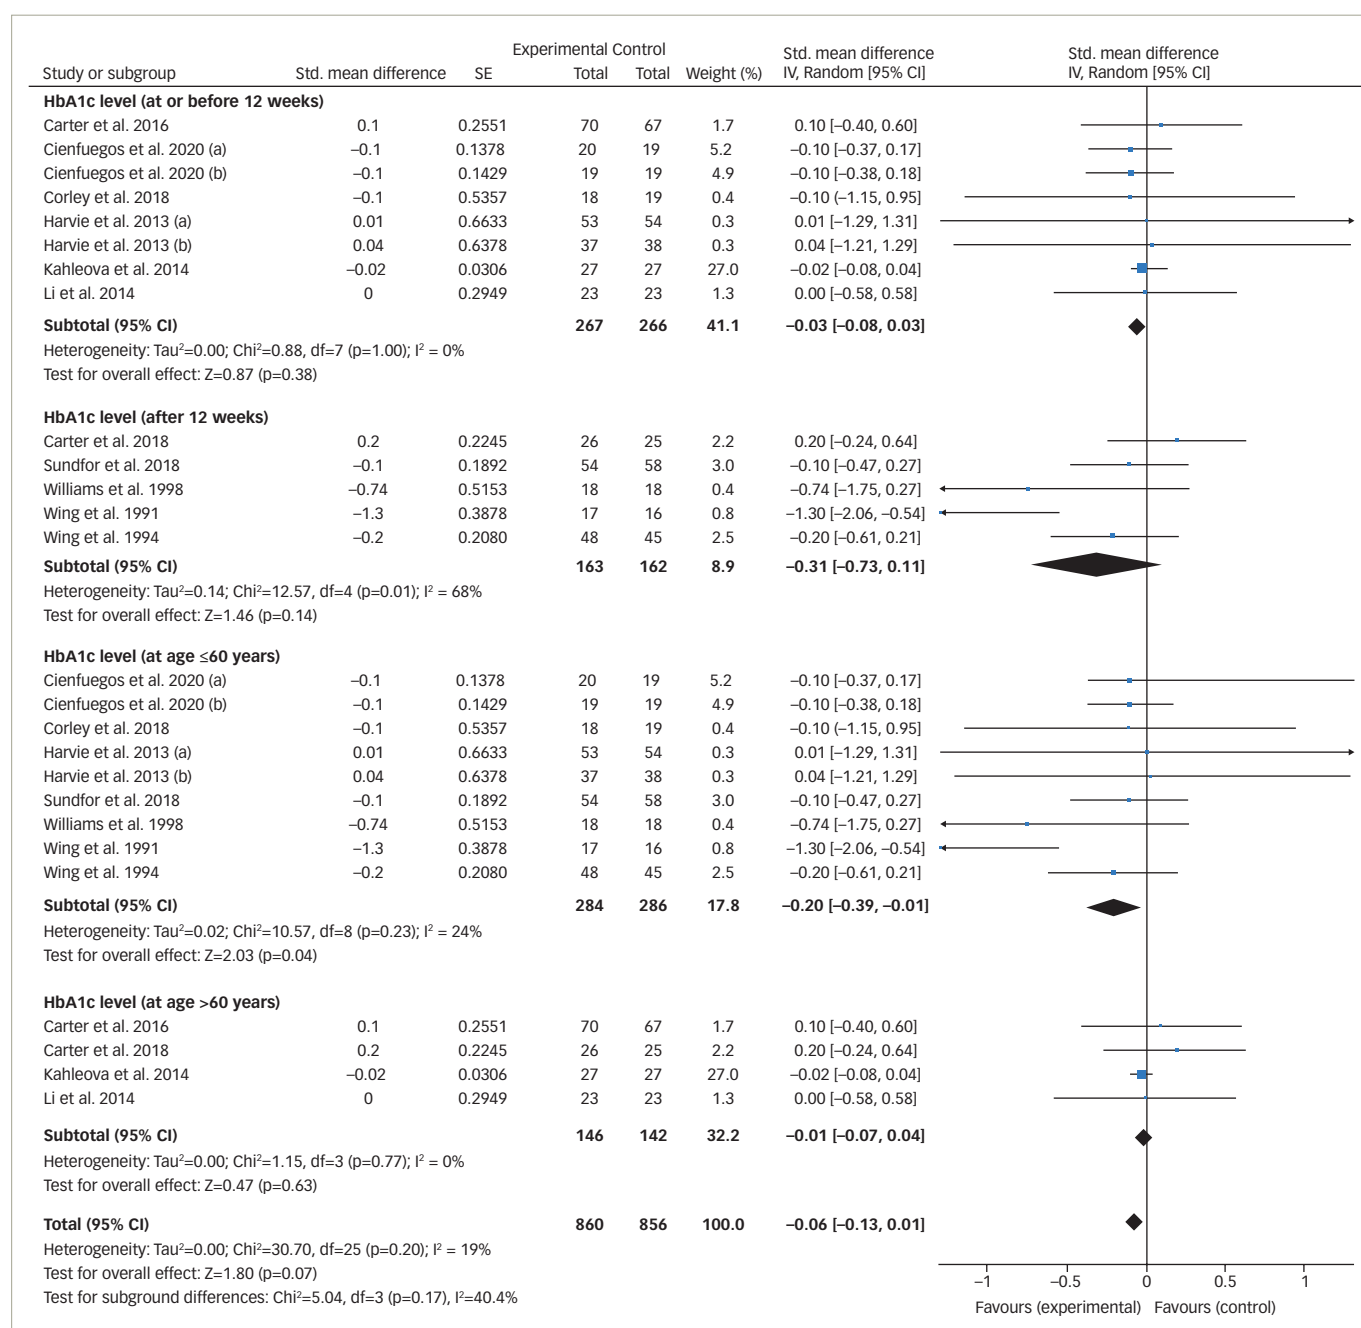 Experimental Control Std. mean difference Std. mean difference
Study or subgroup Std. mean difference SE Total Total Weight (%) IV, Random [95% CI] IV, Random [95% CI]
HbA1c level (at or before 12 weeks)
Carter et al. 2016 0.1 0.2551 70 67 1.7 0.10 [−0.40, 0.60]
Cienfuegos et al. 2020 (a) −0.1 0.1378 20 19 5.2 −0.10 [−0.37, 0.17]
Cienfuegos et al. 2020 (b) −0.1 0.1429 19 19 4.9 −0.10 [−0.38, 0.18]
Corley et al. 2018 −0.1 0.5357 18 19 0.4 −0.10 (−1.15, 0.95]
Harvie et al. 2013 (a) 0.01 0.6633 53 54 0.3 0.01 [−1.29, 1.31]
Harvie et al. 2013 (b) 0.04 0.6378 37 38 0.3 0.04 [−1.21, 1.29]
Kahleova et al. 2014 −0.02 0.0306 27 27 27.0 −0.02 [−0.08, 0.04]
Li et al. 2014 0 0.2949 23 23 1.3 0.00 [−0.58, 0.58]
Subtotal (95% CI) 267 266 41.1 −0.03 [−0.08, 0.03]
Heterogeneity: Tau²=0.00; Chi²=0.88, df=7 (p=1.00); I² = 0%
Test for overall effect: Z=0.87 (p=0.38)
HbA1c level (after 12 weeks)
Carter et al. 2018 0.2 0.2245 26 25 2.2 0.20 [−0.24, 0.64]
Sundfor et al. 2018 −0.1 0.1892 54 58 3.0 −0.10 [−0.47, 0.27]
Williams et al. 1998 −0.74 0.5153 18 18 0.4 −0.74 [−1.75, 0.27]
Wing et al. 1991 −1.3 0.3878 17 16 0.8 −1.30 [−2.06, −0.54]
Wing et al. 1994 −0.2 0.2080 48 45 2.5 −0.20 [−0.61, 0.21]
Subtotal (95% CI) 163 162 8.9 −0.31 [−0.73, 0.11]
Heterogeneity: Tau²=0.14; Chi²=12.57, df=4 (p=0.01); I² = 68%
Test for overall effect: Z=1.46 (p=0.14)
HbA1c level (at age ≤60 years)
Cienfuegos et al. 2020 (a) −0.1 0.1378 20 19 5.2 −0.10 [−0.37, 0.17]
Cienfuegos et al. 2020 (b) −0.1 0.1429 19 19 4.9 −0.10 [−0.38, 0.18]
Corley et al. 2018 −0.1 0.5357 18 19 0.4 −0.10 (−1.15, 0.95]
Harvie et al. 2013 (a) 0.01 0.6633 53 54 0.3 0.01 [−1.29, 1.31]
Harvie et al. 2013 (b) 0.04 0.6378 37 38 0.3 0.04 [−1.21, 1.29]
Sundfor et al. 2018 −0.1 0.1892 54 58 3.0 −0.10 [−0.47, 0.27]
Williams et al. 1998 −0.74 0.5153 18 18 0.4 −0.74 [−1.75, 0.27]
Wing et al. 1991 −1.3 0.3878 17 16 0.8 −1.30 [−2.06, −0.54]
Wing et al. 1994 −0.2 0.2080 48 45 2.5 −0.20 [−0.61, 0.21]
Subtotal (95% CI) 284 286 17.8 −0.20 [−0.39, −0.01]
Heterogeneity: Tau²=0.02; Chi²=10.57, df=8 (p=0.23); I² = 24%
Test for overall effect: Z=2.03 (p=0.04)
HbA1c level (at age >60 years)
Carter et al. 2016 0.1 0.2551 70 67 1.7 0.10 [−0.40, 0.60]
Carter et al. 2018 0.2 0.2245 26 25 2.2 0.20 [−0.24, 0.64]
Kahleova et al. 2014 −0.02 0.0306 27 27 27.0 −0.02 [−0.08, 0.04]
Li et al. 2014 0 0.2949 23 23 1.3 0.00 [−0.58, 0.58]
Subtotal (95% CI) 146 142 32.2 −0.01 [−0.07, 0.04]
Heterogeneity: Tau²=0.00; Chi²=1.15, df=3 (p=0.77); I² = 0%
Test for overall effect: Z=0.47 (p=0.63)
Total (95% CI) 860 856 100.0 −0.06 [−0.13, 0.01]
Heterogeneity: Tau²=0.00; Chi²=30.70, df=25 (p=0.20); I² = 19%
Test for overall effect: Z=1.80 (p=0.07)
Test for subground differences: Chi²=5.04, df=3 (p=0.17), I²=40.4%
−1 −0.5 0 0.5 1
Favours (experimental) Favours (control)